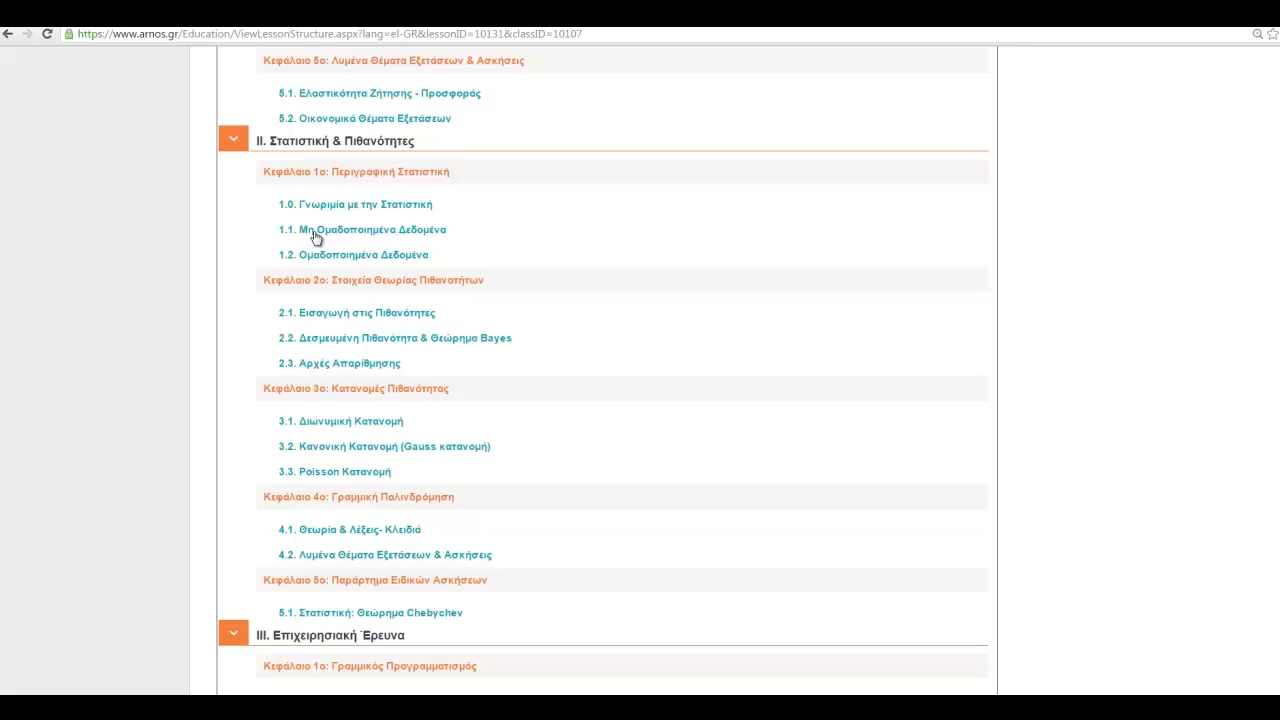 https://www.arnos.gr/Education/ViewLessonStructure.aspx?lang=el-GR&lessonID=10131&classID=10107
Κεφάλαιο 5ο: Λυμένα Θέματα Εξετάσεων & Ασκήσεις
5.1. Ελαστικότητα Ζήτησης - Προσφοράς
5.2. Οικονομικά Θέματα Εξετάσεων
II. Στατιστική & Πιθανότητες
Κεφάλαιο 1ο: Περιγραφική Στατιστική
1.0. Γνωριμία με την Στατιστική
1.1. Μη Ομαδοποιημένα Δεδομένα
1.2. Ομαδοποιημένα Δεδομένα
Κεφάλαιο 2ο: Στοιχεία Θεωρίας Πιθανοτήτων
2.1. Εισαγωγή στις Πιθανότητες
2.2. Δεσμευμένη Πιθανότητα & Θεώρημα Bayes
2.3. Αρχές Απαρίθμησης
Κεφάλαιο 3ο: Κατανομές Πιθανότητας
3.1. Διωνυμική Κατανομή
3.2. Κανονική Κατανομή (Gauss κατανομή)
3.3. Poisson Κατανομή
Κεφάλαιο 4ο: Γραμμική Παλινδρόμηση
4.1. Θεωρία & Λέξεις- Κλειδιά
4.2. Λυμένα Θέματα Εξετάσεων & Ασκήσεις
Κεφάλαιο 5ο: Παράρτημα Ειδικών Ασκήσεων
5.1. Στατιστική: Θεώρημα Chebychev
III. Επιχειρησιακή Έρευνα
Κεφάλαιο 1ο: Γραμμικός Προγραμματισμός